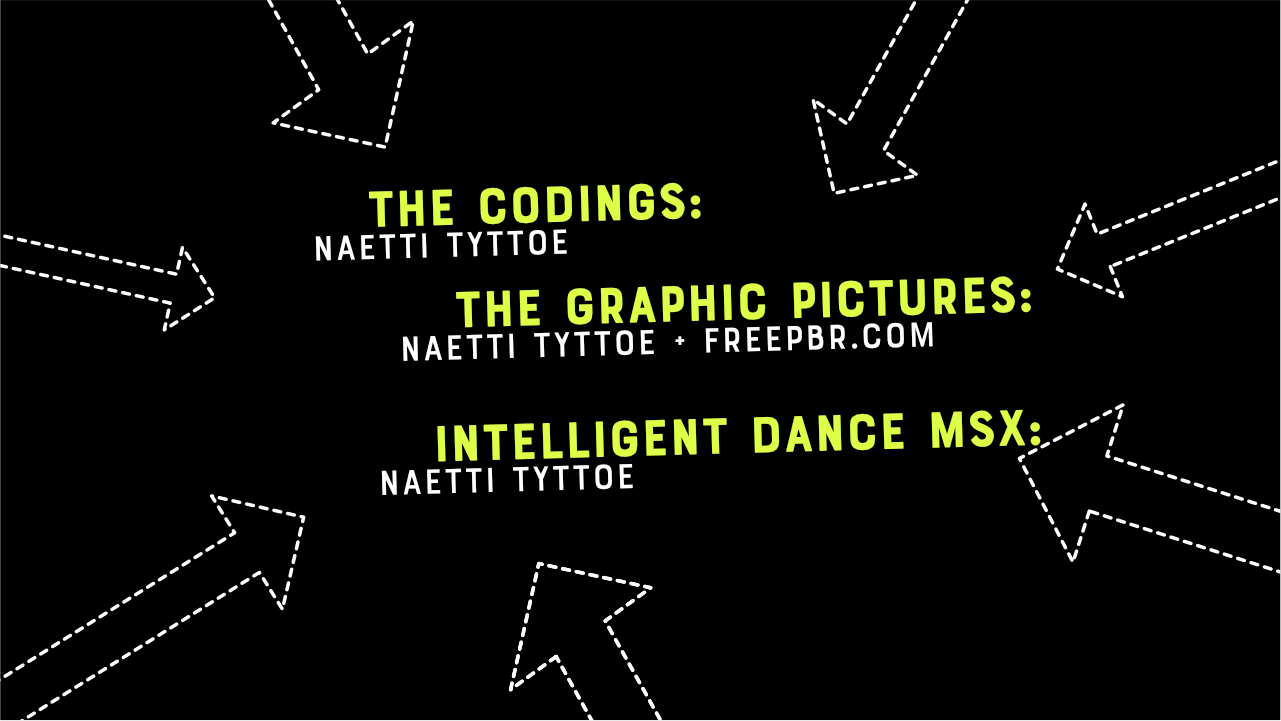 THE CODINGS:
NAETTI TYTTOE
THE GRAPHIC PICTURES:
NAETTI TYTTOE + FREEPBR.COM
INTELLIGENT DANCE MSX:
NAETTI TYTTOE